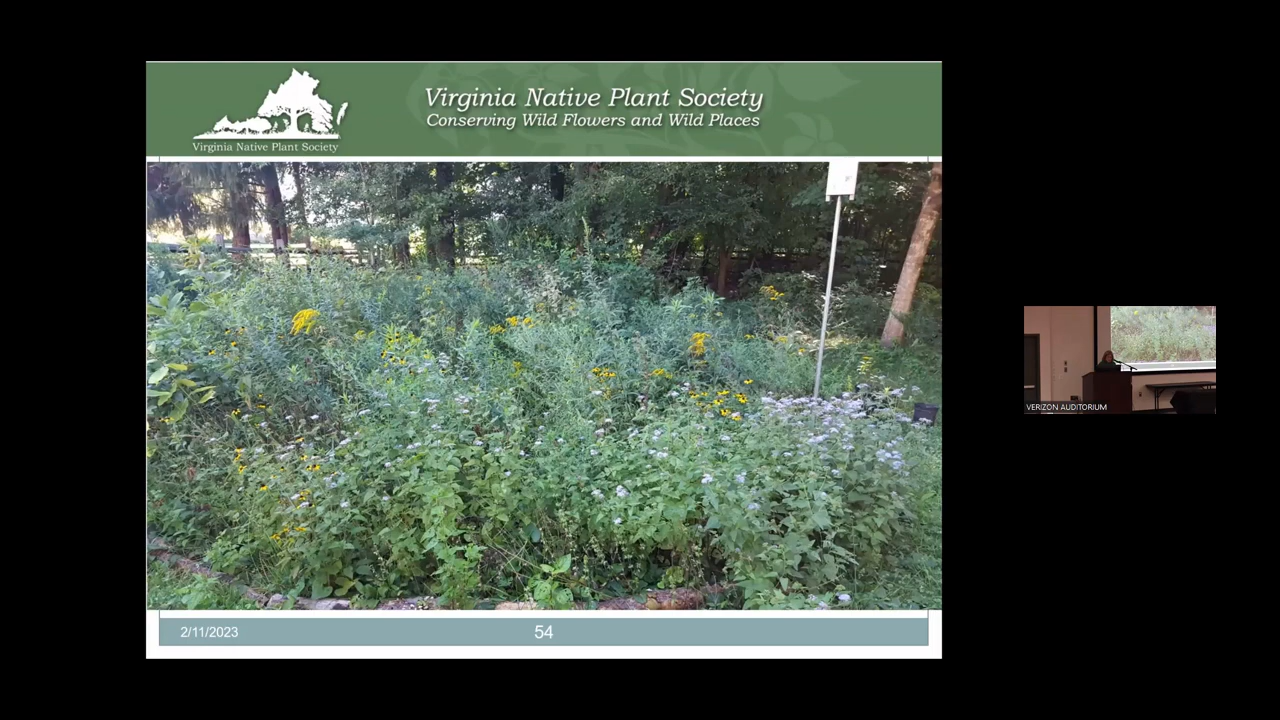 Virginia Native Plant Society
Conserving Wild Flowers and Wild Places
Virginia Native Plant Society
2/11/2023
54
VERIZON AUDITORIUM